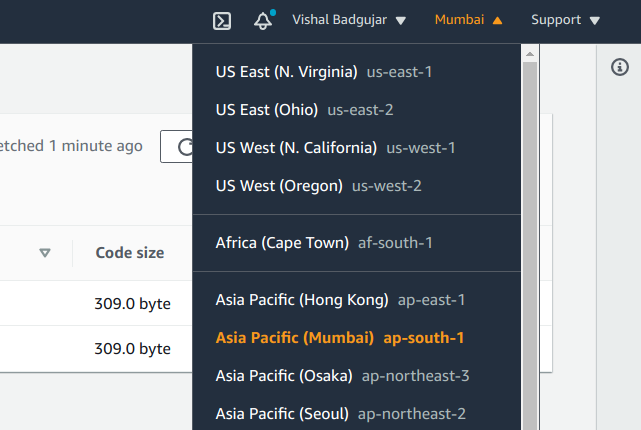 Vishal Badgujar Mumbai Support
US East (N. Virginia) us-east-1
US East (Ohio) us-east-2
etched 1 minute ago
US West (N. California) us-west-1
US West (Oregon) us-west-2
Africa (Cape Town) af-south-1
Code size
309.0 byte
309.0 byte
Asia Pacific (Hong Kong) ap-east-1
Asia Pacific (Mumbai) ap-south-1
Asia Pacific (Osaka) ap-northeast-3
Asia Pacific (Seoul) ap-northeast-2